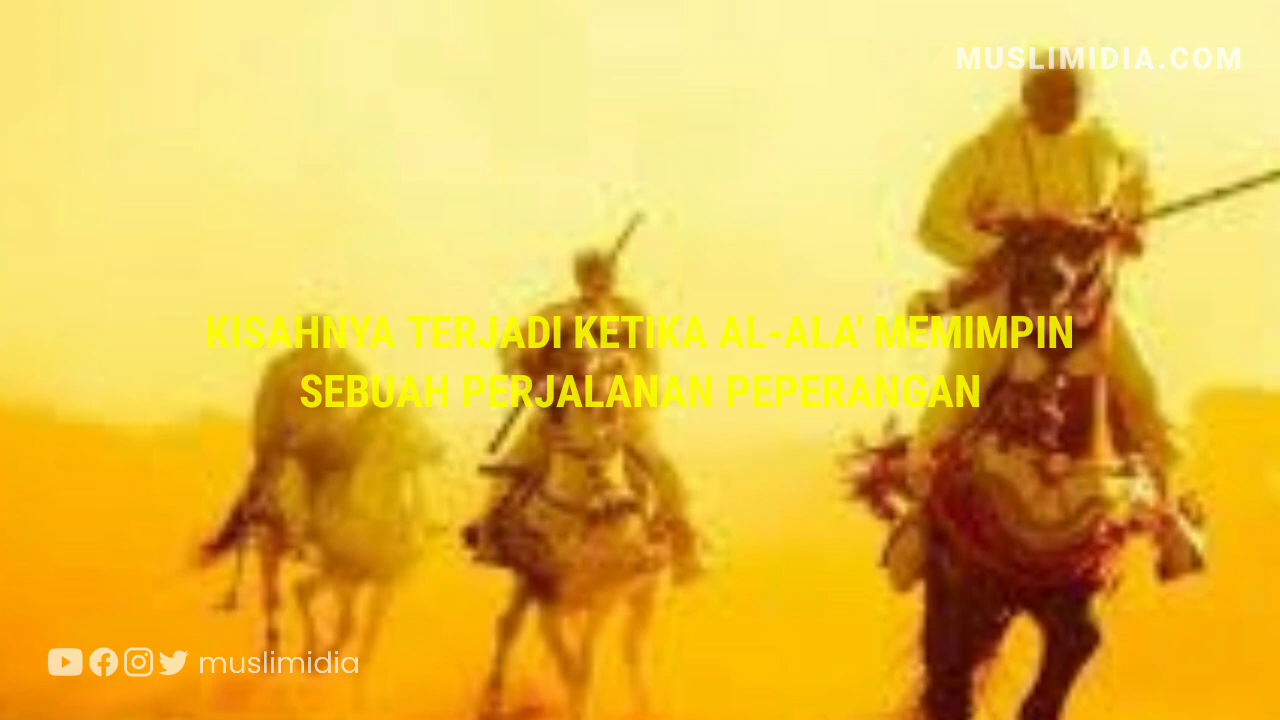 MUSLIMIDIA.COM
KISAHNYA TERJADI KETIKA AL-ALA' MEMIMPIN
SEBUAH PERJALANAN PEPERANGAN
muslimidia